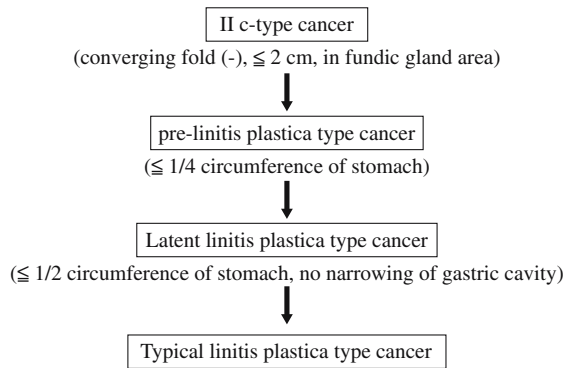 II c-type cancer
(converging fold (-), ≦ 2 cm, in fundic gland area)
pre-linitis plastica type cancer
(≦ 1/4 circumference of stomach)
Latent linitis plastica type cancer
(≦ 1/2 circumference of stomach, no narrowing of gastric cavity)
Typical linitis plastica type cancer